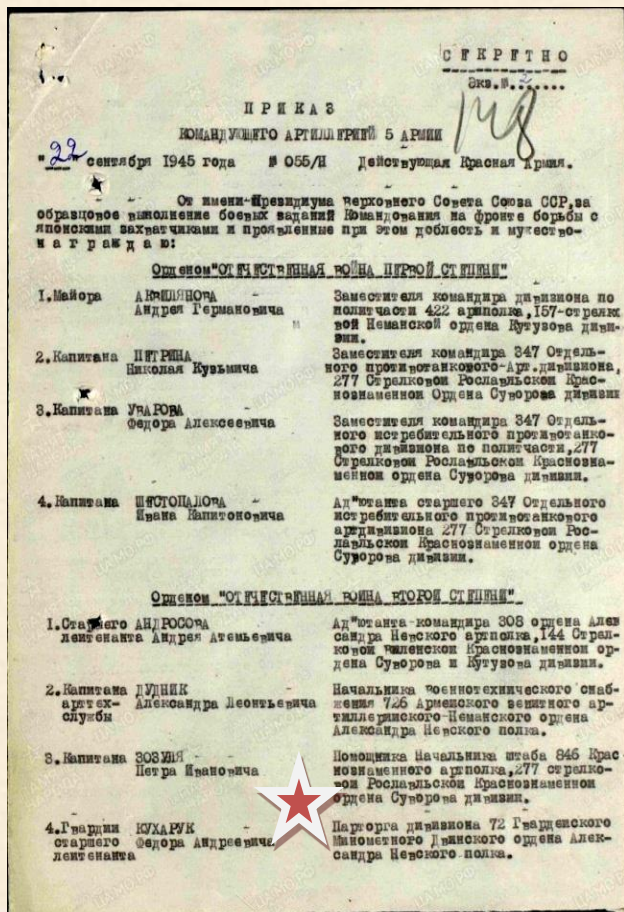 СЕКРЕТНО
Экз.№ 2
148
ПРИКАЗ
КОМАНДУЮЩЕГО АРТИЛЛЕРИЕЙ 5 АРМИИ
"22" сентября 1945 года № 055/Н Действующая Красная Армия.
От имени Президиума Верховного Совета Союза ССР, за
образцовое выполнение боевых заданий Командования на фронте борьбы с
японскими захватчиками и проявленные при этом доблесть и мужество-
награждаю:
Орденом "ОТЕЧЕСТВЕННАЯ ВОЙНА ПЕРВОЙ СТЕПЕНИ"
1. Майора АКВИЛЯНОВА Заместителя командира дивизиона по
Андрея Германовича политчасти 422 артполка, 157-стрелк
вой Неманской ордена Кутузова диви-
зии.
2. Капитана ПЕТРИНА Заместителя командира 347 Отдель-
Николая Кузьмича ного противотанкового-Арт.дивизиона,
277 Стрелковой Рославльской Крас-
нознаменной Ордена Суворова дивизии
3. Капитана УВАРОВА
Федора Алексеевича Заместителя командира 347 Отдель-
ного истребительного противотанко-
вого дивизиона по политчасти, 277
Стрелковой Рославльской Краснозна-
менной ордена Суворова дивизии.
4. Капитана ШЕСТОПАЛОВА Ад"ютанта старшего 347 Отдельного
Ивана Капитоновича истребительного противотанкового
артдивизиона 277 Стрелковой Рос-
лавльской Краснознаменной ордена
Суворова дивизии.
Орденом "ОТЕЧЕСТВЕННАЯ ВОЙНА ВТОРОЙ СТЕПЕНИ"
1. Старшего АНДРОСОВА Ад"ютанта-командира 308 ордена Алек
лейтенанта Андрея Атемьевича сандра Невского артполка, 144 Стрел-
ковой Виленской Краснознаменной ор-
дена Суворова и Кутузова дивизии.
2. Капитана ДУДНИК Начальника военнотехнического снаб-
арттех- Александра Леонтьевича жения 726 Армейского зенитного ар-
службы тиллерийского-Неманского ордена
Александра Невского полка.
3. Капитана ЗОЗУЛЯ Помощника Начальника штаба 846 Крас
Петра Ивановича нознаменного артполка, 277 стрелко-
вой Рославльской Краснознаменной
ордена Суворова дивизии.
4. Гвардии КУХАРУК Парторга дивизиона 72 Гвардейского
старшего Федора Андреевича Минометного Двинского ордена Алек-
лейтенанта сандра Невского полка.